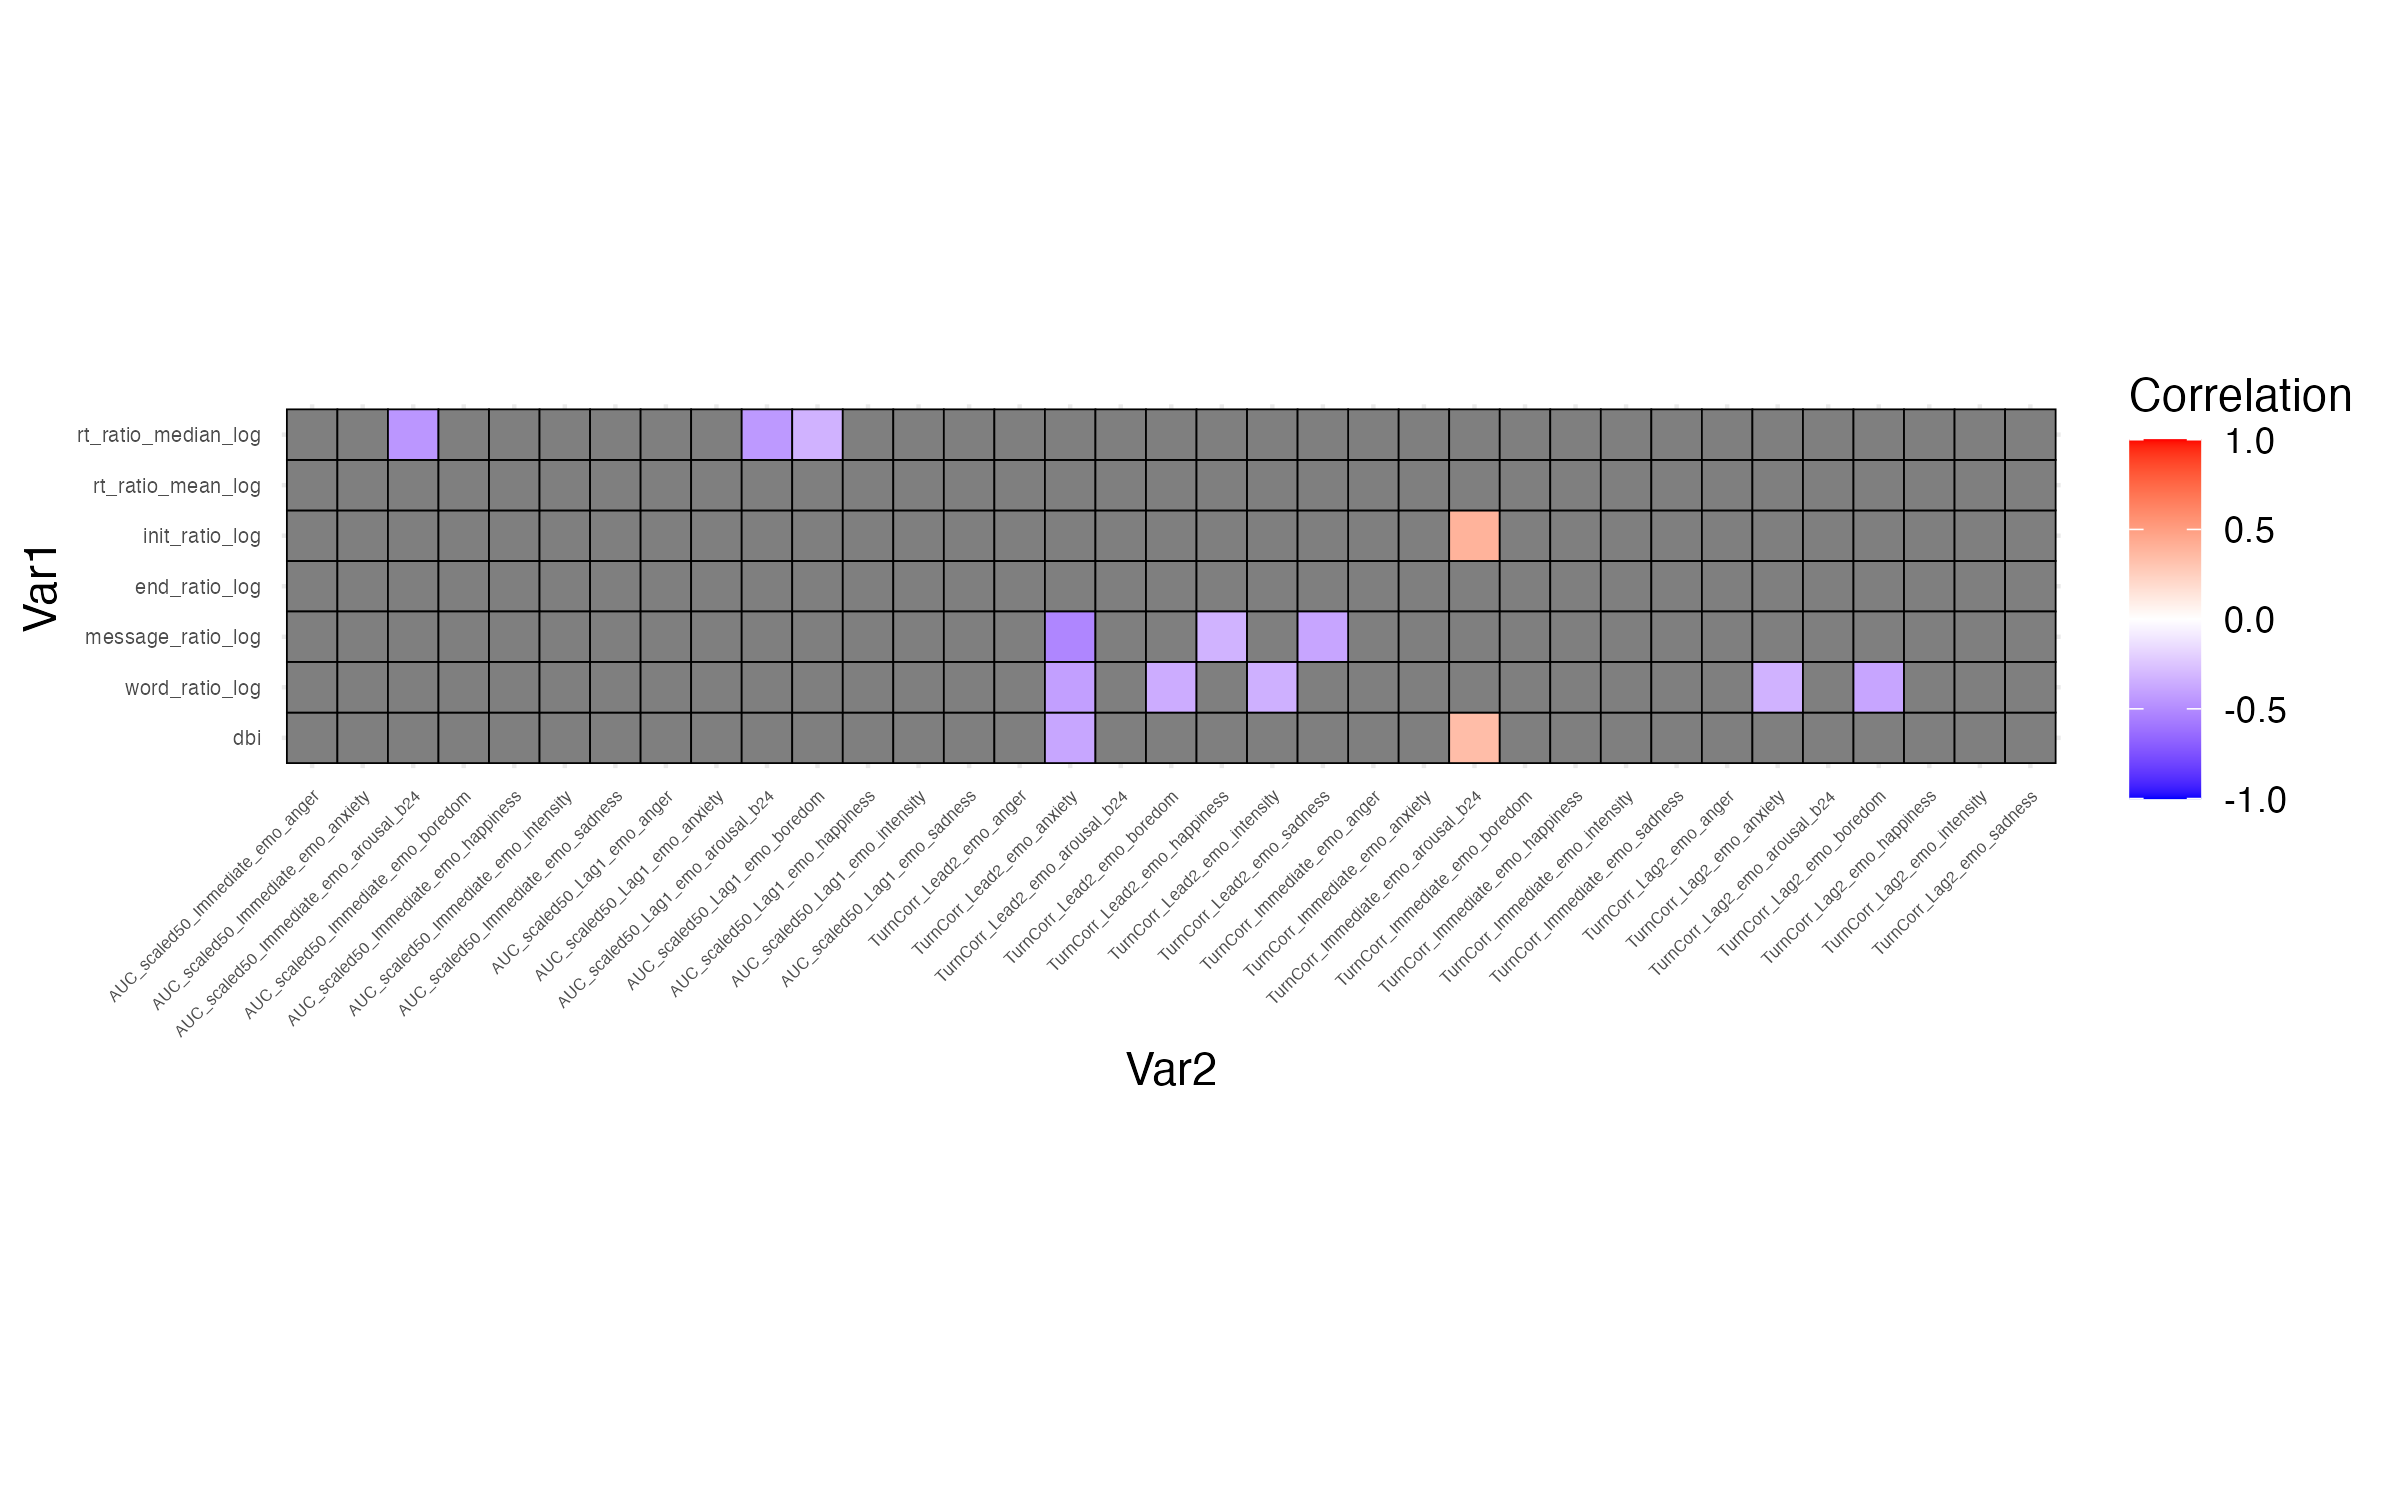 Correlation
1.0
0.5
0.0
-0.5
-1.0
Var1
rt_ratio_median_log
rt_ratio_mean_log
init_ratio_log
end_ratio_log
message_ratio_log
word_ratio_log
dbi
AUC_scaled50_Immediate_emo_anger
AUC_scaled50_Immediate_emo_anxiety
AUC_scaled50_Immediate_emo_arousal_b24
AUC_scaled50_Immediate_emo_boredom
AUC_scaled50_Immediate_emo_happiness
AUC_scaled50_Immediate_emo_intensity
AUC_scaled50_Immediate_emo_sadness
AUC_scaled50_Lag1_emo_anger
AUC_scaled50_Lag1_emo_anxiety
AUC_scaled50_Lag1_emo_arousal_b24
AUC_scaled50_Lag1_emo_boredom
AUC_scaled50_Lag1_emo_happiness
AUC_scaled50_Lag1_emo_intensity
AUC_scaled50_Lag1_emo_sadness
TurnCorr_Lead2_emo_anger
TurnCorr_Lead2_emo_anxiety
TurnCorr_Lead2_emo_arousal_b24
TurnCorr_Lead2_emo_boredom
TurnCorr_Lead2_emo_happiness
TurnCorr_Lead2_emo_intensity
TurnCorr_Lead2_emo_sadness
TurnCorr_Immediate_emo_anger
TurnCorr_Immediate_emo_anxiety
TurnCorr_Immediate_emo_arousal_b24
TurnCorr_Immediate_emo_boredom
TurnCorr_Immediate_emo_happiness
TurnCorr_Immediate_emo_intensity
TurnCorr_Immediate_emo_sadness
TurnCorr_Lag2_emo_anger
TurnCorr_Lag2_emo_anxiety
TurnCorr_Lag2_emo_arousal_b24
TurnCorr_Lag2_emo_boredom
TurnCorr_Lag2_emo_happiness
TurnCorr_Lag2_emo_intensity
TurnCorr_Lag2_emo_sadness
Var2